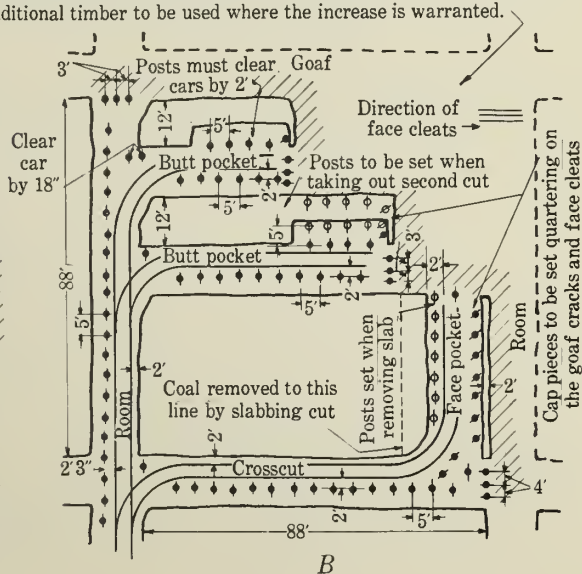 ditional timber to be used where the increase is warranted.
3′
Posts must clear
cars by 2′
Goaf
12′
5′
Direction of
face cleats
Clear
car
by 18″
Butt pocket
2′
5′
Posts to be set when
taking out second cut
12′
5′
3′
2′
Butt pocket
2′
5′
88′
5′
2′
Room
Coal removed to this
line by slabbing cut
Posts set when
removing slab
Face pocket
2′
Room
Cap pieces to be set quartering on
the goaf cracks and face cleats
2′
2′ 3″
Crosscut
2′
5′
4′
88′
B